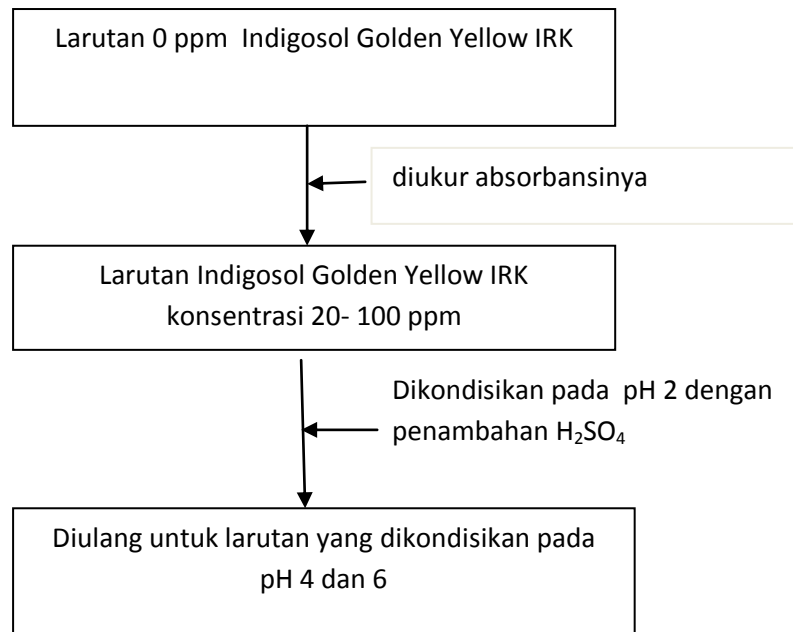 Larutan 0 ppm  Indigosol Golden Yellow IRK
diukur absorbansinya
Larutan Indigosol Golden Yellow IRK
konsentrasi 20- 100 ppm
Dikondisikan pada  pH 2 dengan
penambahan H₂SO₄
Diulang untuk larutan yang dikondisikan pada
pH 4 dan 6